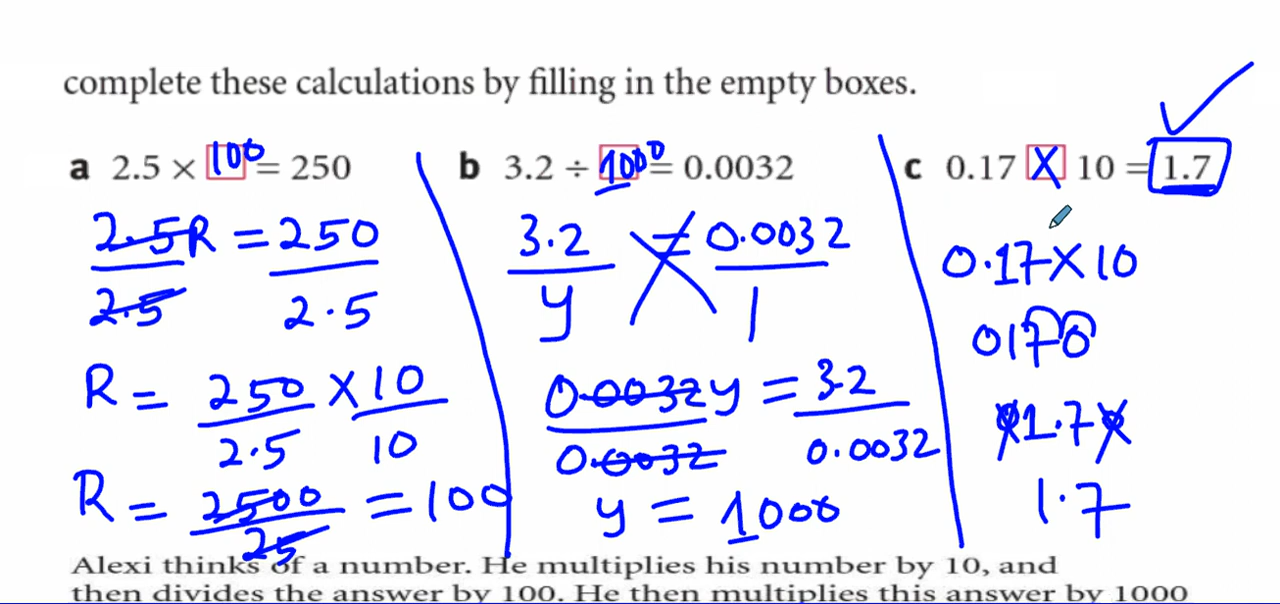 complete these calculations by filling in the empty boxes.
a 2.5 × 100 = 250
2.5R = 250
2.5 2.5
R = 250 × 10
2.5 10
R = 2500 = 100
25
b 3.2 ÷ 1000 = 0.0032
3.2 = 0.0032
y 1
0.0032y = 3.2
0.0032 0.0032
y = 1000
c 0.17 × 10 = 1.7
0.17 × 10
0170
01.70
1.7
Alexi thinks of a number. He multiplies his number by 10, and
then divides the answer by 100. He then multiplies this answer by 1000